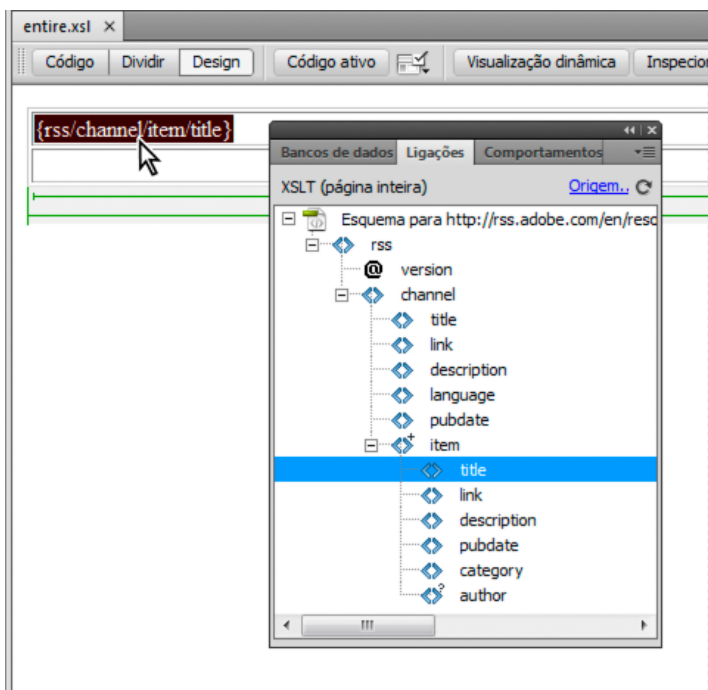 entire.xsl
Código Dividir Design Código ativo Visualização dinâmica Inspecion
{rss/channel/item/title}
Bancos de dados Ligações Comportamentos
XSLT (página inteira) Origem..
Esquema para http://rss.adobe.com/en/reso
rss
@ version
channel
title
link
description
language
pubdate
item
title
link
description
pubdate
category
author